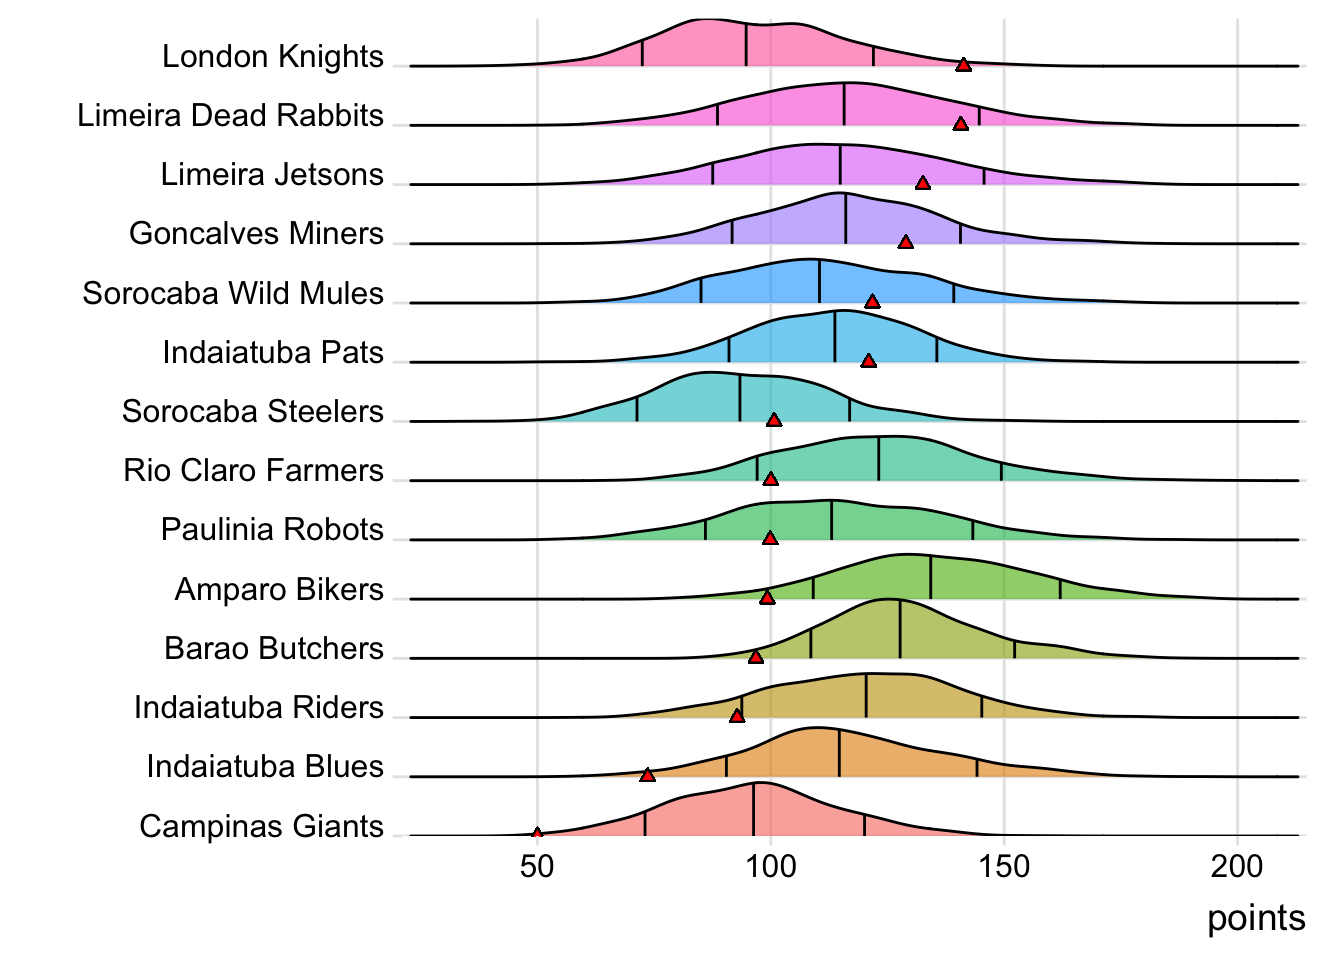 London Knights
Limeira Dead Rabbits
Limeira Jetsons
Goncalves Miners
Sorocaba Wild Mules
Indaiatuba Pats
Sorocaba Steelers
Rio Claro Farmers
Paulinia Robots
Amparo Bikers
Barao Butchers
Indaiatuba Riders
Indaiatuba Blues
Campinas Giants
50 100 150 200
points